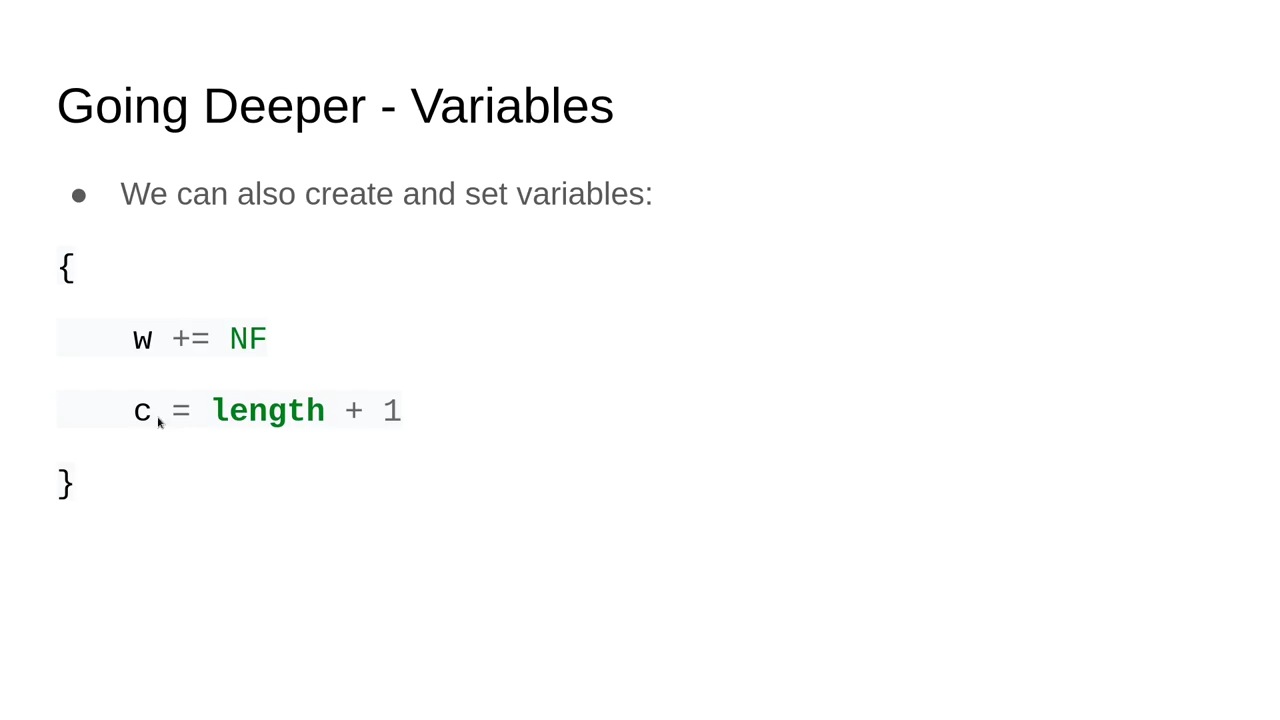 Going Deeper - Variables
● We can also create and set variables:
{
w += NF
c = length + 1
}